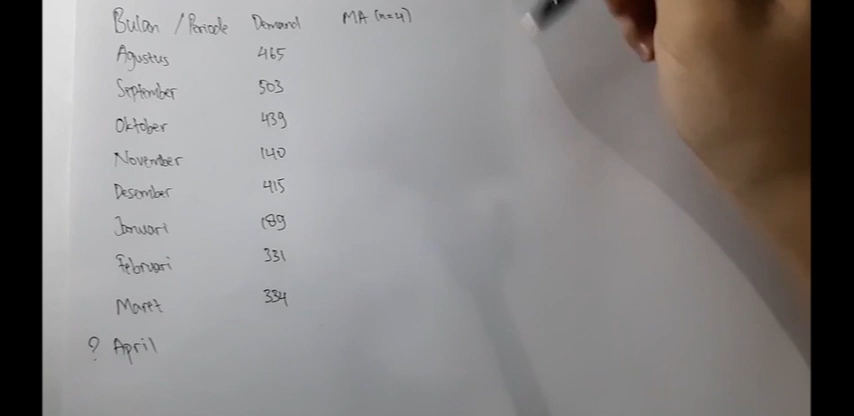 Bulan / Periode Demand MA (n=4)
Agustus 465
September 503
Oktober 439
November 140
Desember 415
Januari 189
Februari 331
Maret 334
? April